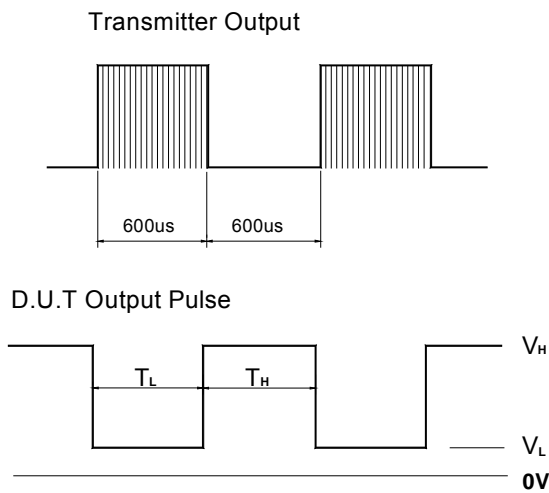 Transmitter Output
600us 600us
D.U.T Output Pulse
VH
TL TH
VL
0V